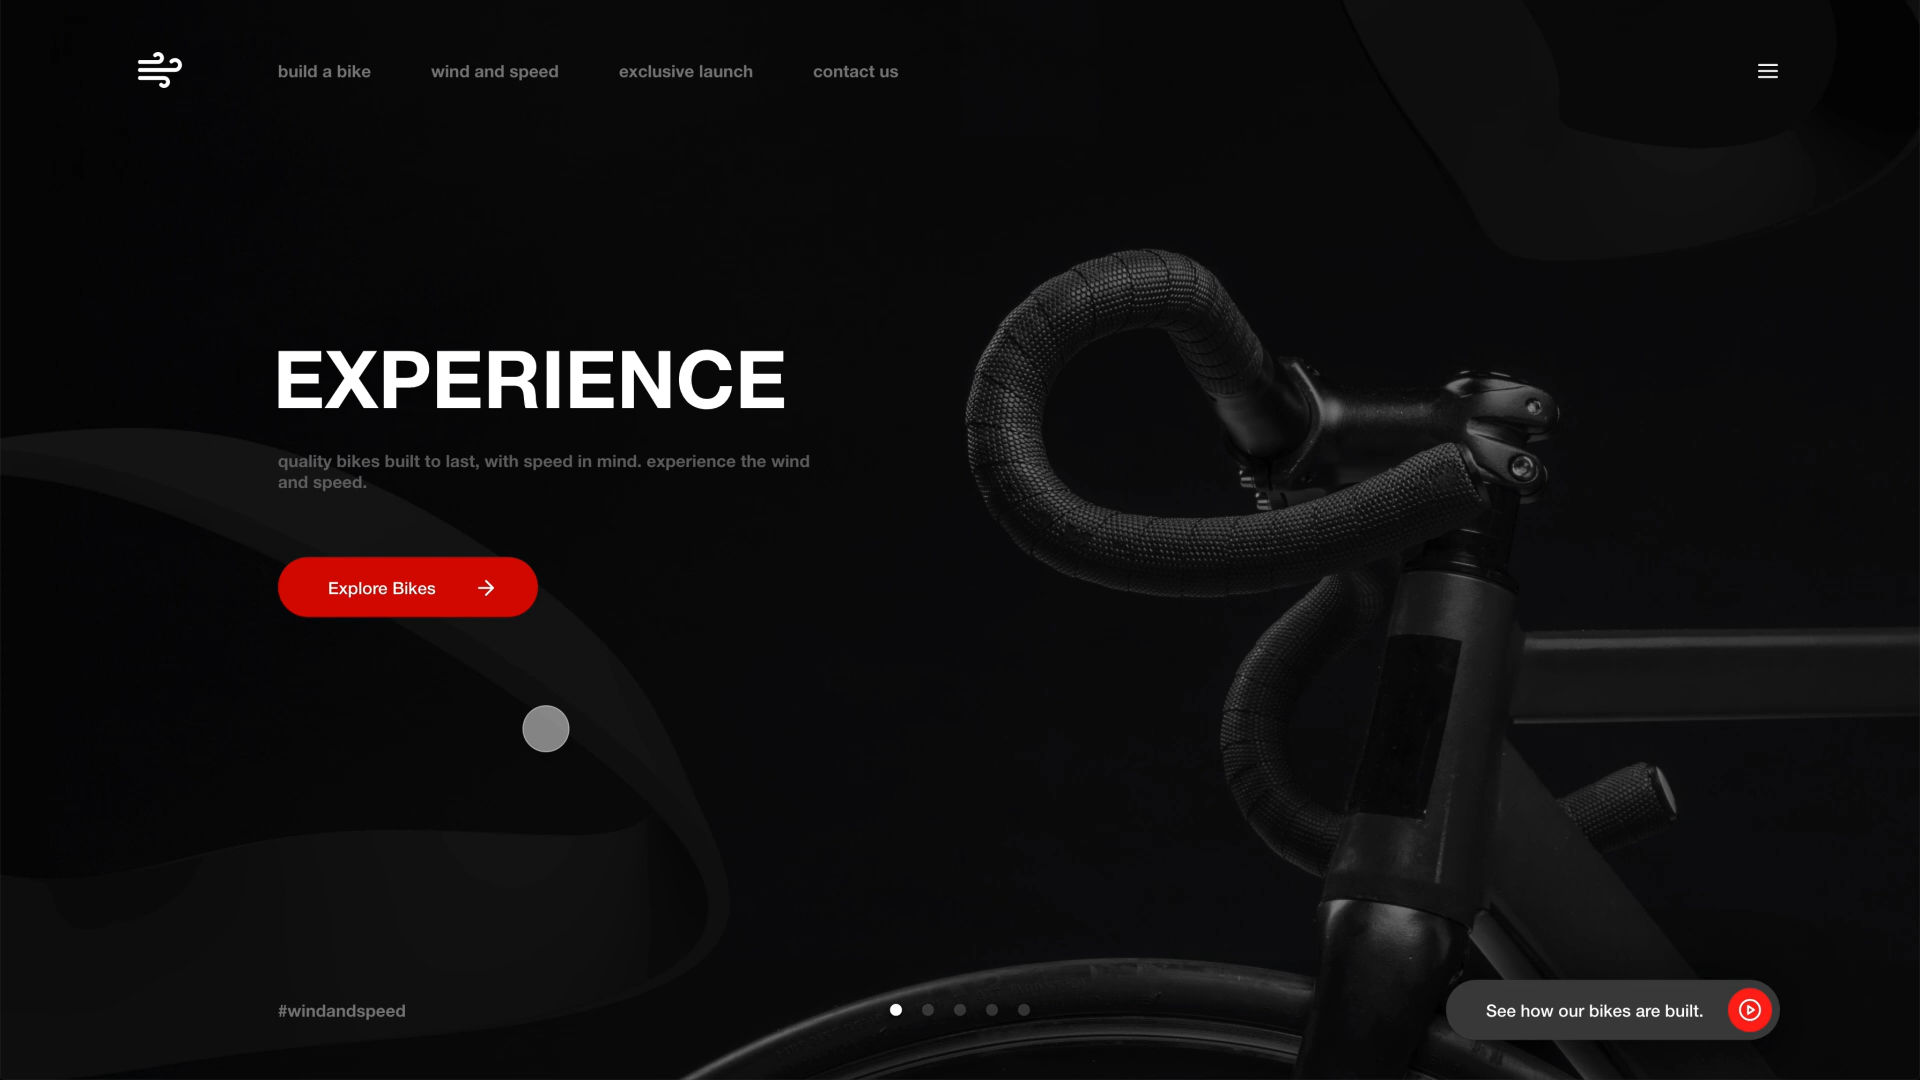 build a bike
wind and speed
exclusive launch
contact us
EXPERIENCE
quality bikes built to last, with speed in mind. experience the wind
and speed.
Explore Bikes
#windandspeed
See how our bikes are built.